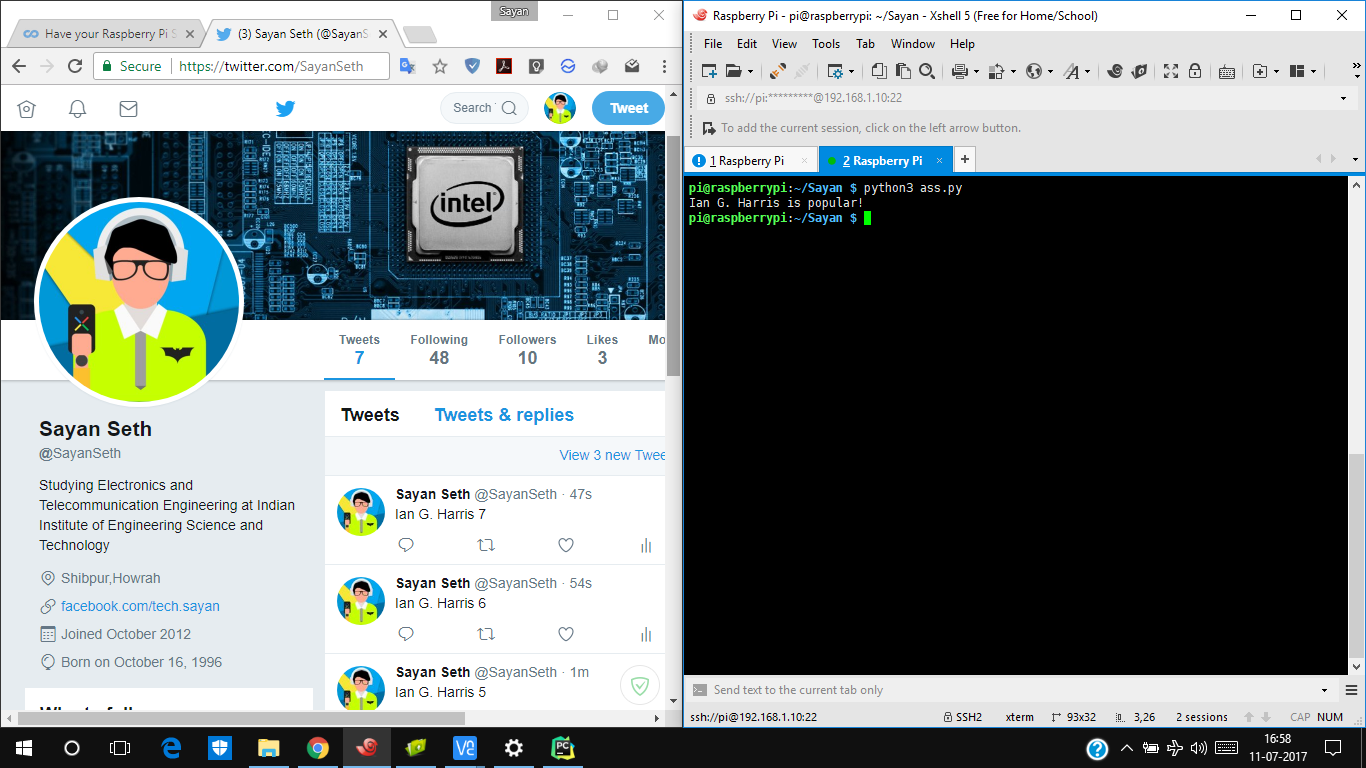 Sayan
Have your Raspberry Pi S
(3) Sayan Seth (@SayanS
Secure
https://twitter.com/SayanSeth
Search
Tweet
intel
Tweets Following Followers Likes Mo
7 48 10 3
Sayan Seth
@SayanSeth
Studying Electronics and
Telecommunication Engineering at Indian
Institute of Engineering Science and
Technology
Shibpur,Howrah
facebook.com/tech.sayan
Joined October 2012
Born on October 16, 1996
Tweets Tweets & replies
View 3 new Twee
Sayan Seth @SayanSeth · 47s
Ian G. Harris 7
Sayan Seth @SayanSeth · 54s
Ian G. Harris 6
Sayan Seth @SayanSeth · 1m
Ian G. Harris 5
Raspberry Pi - pi@raspberrypi: ~/Sayan - Xshell 5 (Free for Home/School)
File Edit View Tools Tab Window Help
ssh://pi:*********@192.168.1.10:22
To add the current session, click on the left arrow button.
1 Raspberry Pi
2 Raspberry Pi
pi@raspberrypi:~/Sayan $ python3 ass.py
Ian G. Harris is popular!
pi@raspberrypi:~/Sayan $
Send text to the current tab only
ssh://pi@192.168.1.10:22 SSH2 xterm 93x32 3,26 2 sessions CAP NUM
16:58
11-07-2017